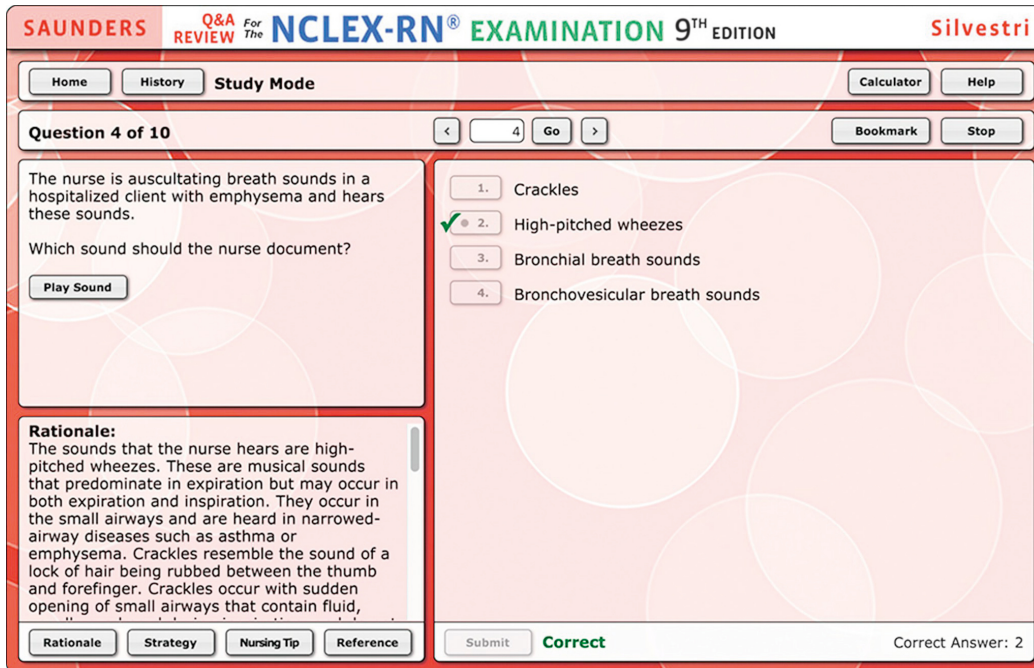 SAUNDERS Q&A REVIEW For The NCLEX-RN® EXAMINATION 9TH EDITION Silvestri
Home History Study Mode Calculator Help
Question 4 of 10 < 4 Go > Bookmark Stop
The nurse is auscultating breath sounds in a
hospitalized client with emphysema and hears
these sounds.
Which sound should the nurse document?
Play Sound
1. Crackles
2. High-pitched wheezes
3. Bronchial breath sounds
4. Bronchovesicular breath sounds
Rationale:
The sounds that the nurse hears are high-
pitched wheezes. These are musical sounds
that predominate in expiration but may occur in
both expiration and inspiration. They occur in
the small airways and are heard in narrowed-
airway diseases such as asthma or
emphysema. Crackles resemble the sound of a
lock of hair being rubbed between the thumb
and forefinger. Crackles occur with sudden
opening of small airways that contain fluid,
Rationale Strategy Nursing Tip Reference
Submit Correct Correct Answer: 2